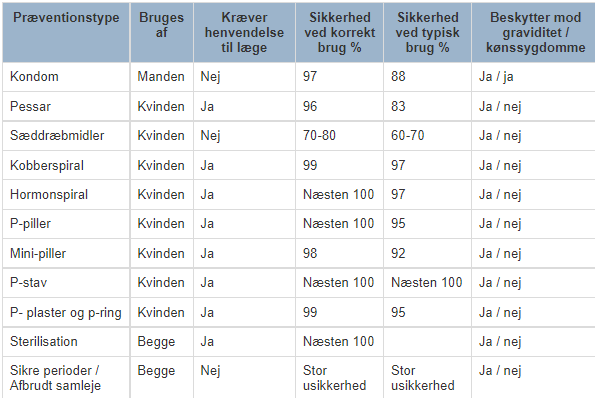 Præventionstype Bruges af Kræver henvendelse til læge Sikkerhed ved korrekt brug % Sikkerhed ved typisk brug % Beskytter mod graviditet / kønssygdomme
Kondom Manden Nej 97 88 Ja / ja
Pessar Kvinden Ja 96 83 Ja / nej
Sæddræbmidler Kvinden Nej 70-80 60-70 Ja / nej
Kobberspiral Kvinden Ja 99 97 Ja / nej
Hormonspiral Kvinden Ja Næsten 100 97 Ja / nej
P-piller Kvinden Ja Næsten 100 95 Ja / nej
Mini-piller Kvinden Ja 98 92 Ja / nej
P-stav Kvinden Ja Næsten 100 Næsten 100 Ja / nej
P- plaster og p-ring Kvinden Ja 99 95 Ja / nej
Sterilisation Begge Ja Næsten 100 Ja / nej
Sikre perioder / Afbrudt samleje Begge Nej Stor usikkerhed Stor usikkerhed Ja / nej